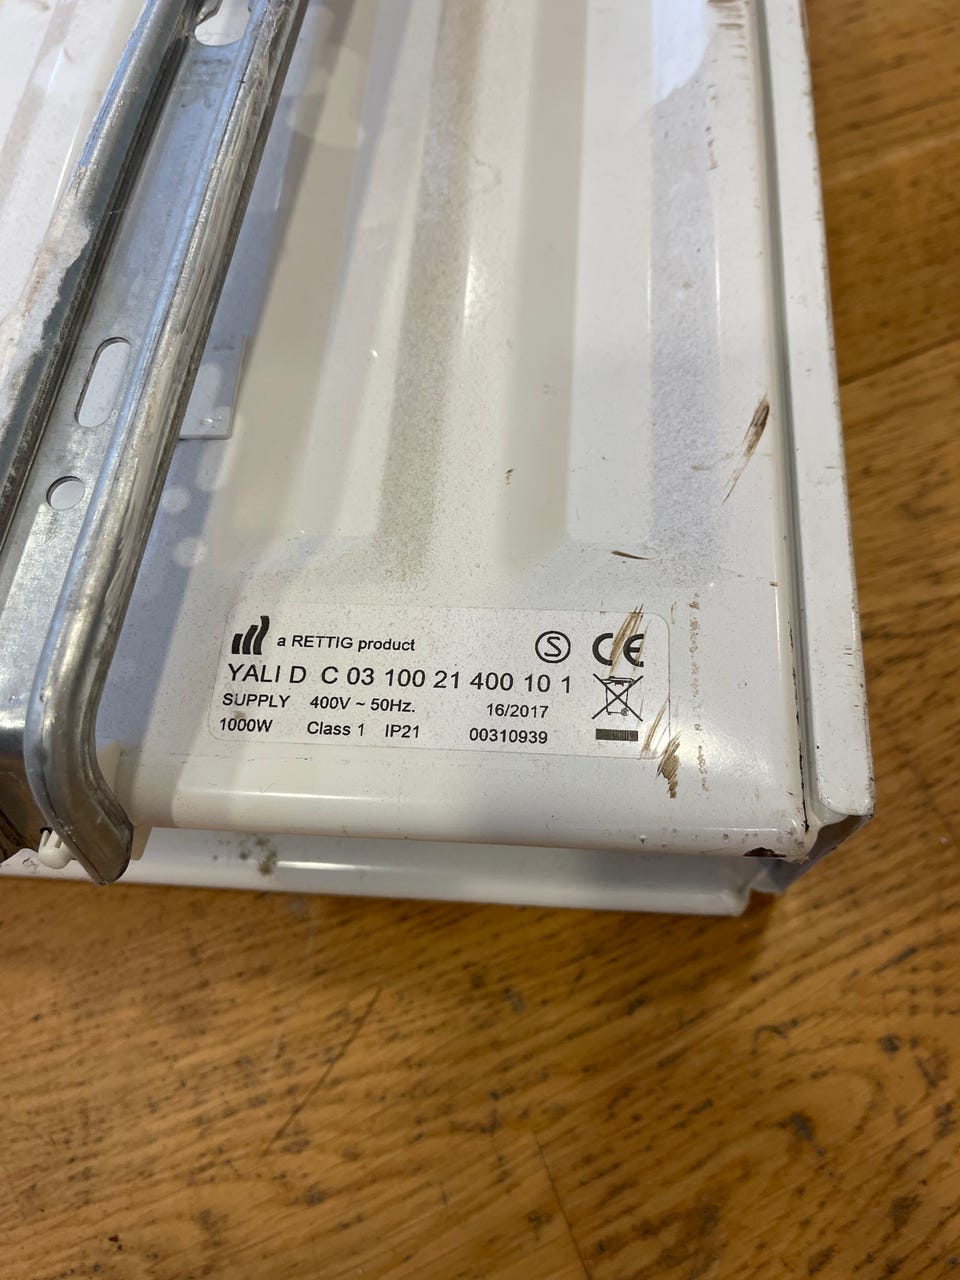 a RETTIG product
S CE
YALI D C 03 100 21 400 10 1
SUPPLY 400V ~ 50Hz. 16/2017
1000W Class 1 IP21 00310939